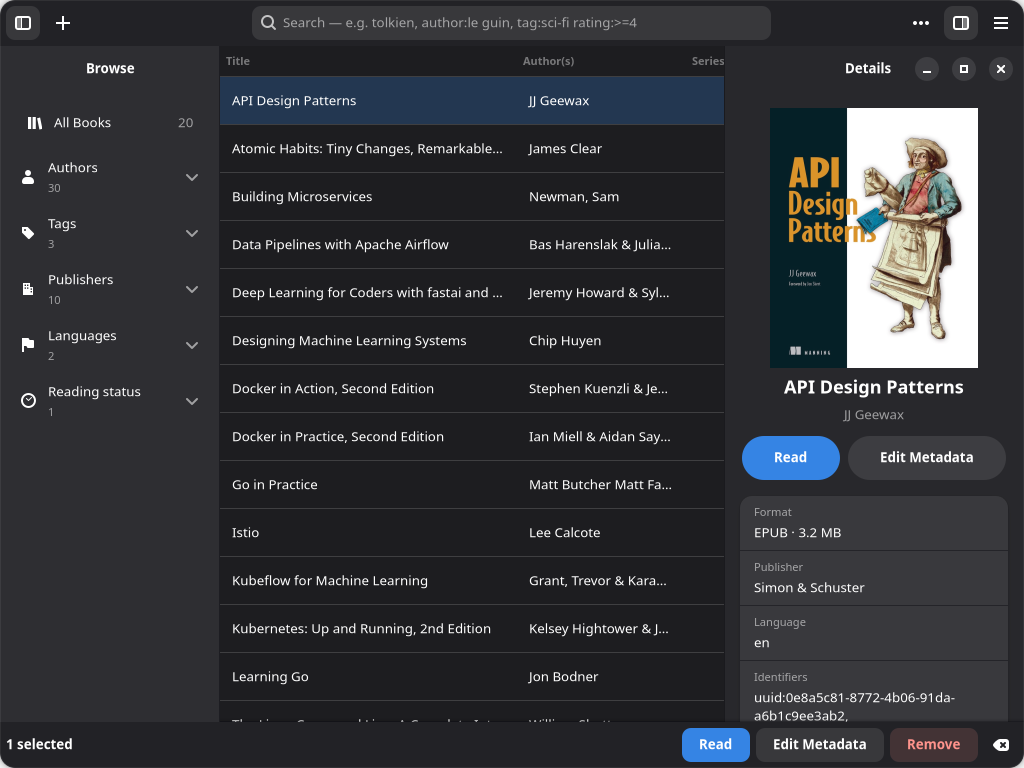 Search — e.g. tolkien, author:le guin, tag:sci-fi rating:>=4
Browse
All Books 20
Authors
30
Tags
3
Publishers
10
Languages
2
Reading status
1
Title Author(s) Series
API Design Patterns JJ Geewax
Atomic Habits: Tiny Changes, Remarkable... James Clear
Building Microservices Newman, Sam
Data Pipelines with Apache Airflow Bas Harenslak & Julia...
Deep Learning for Coders with fastai and ... Jeremy Howard & Syl...
Designing Machine Learning Systems Chip Huyen
Docker in Action, Second Edition Stephen Kuenzli & Je...
Docker in Practice, Second Edition Ian Miell & Aidan Say...
Go in Practice Matt Butcher Matt Fa...
Istio Lee Calcote
Kubeflow for Machine Learning Grant, Trevor & Kara...
Kubernetes: Up and Running, 2nd Edition Kelsey Hightower & J...
Learning Go Jon Bodner
Details
API
Design
Patterns
JJ Geewax
MANNING
API Design Patterns
JJ Geewax
Read Edit Metadata
Format
EPUB · 3.2 MB
Publisher
Simon & Schuster
Language
en
Identifiers
uuid:0e8a5c81-8772-4b06-91da-
a6b1c9ee3ab2,
1 selected Read Edit Metadata Remove